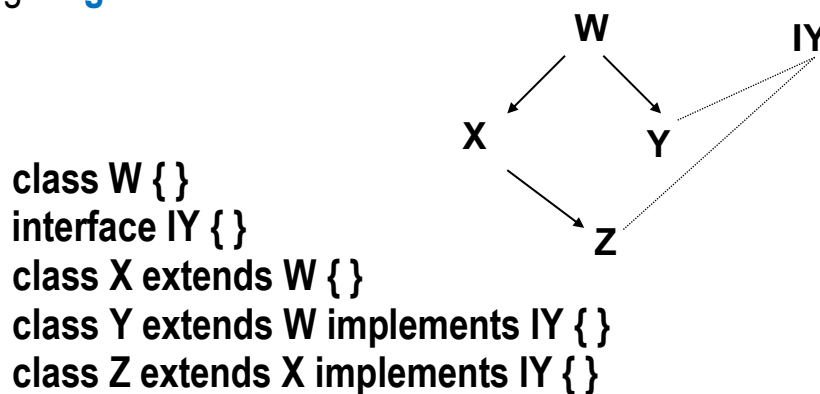 W
IY
X
Y
Z
class W { }
interface IY { }
class X extends W { }
class Y extends W implements IY { }
class Z extends X implements IY { }